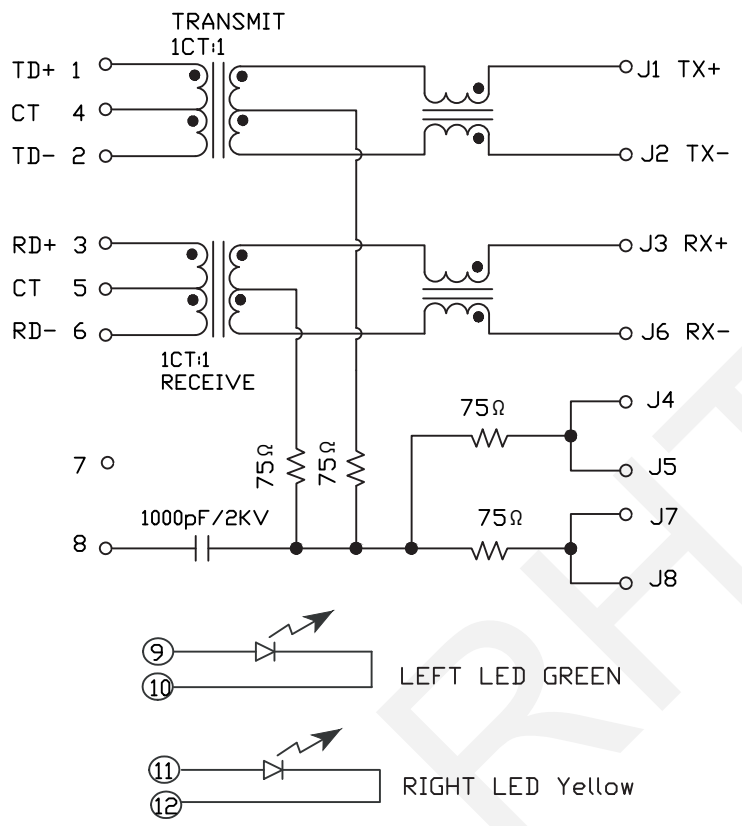 TRANSMIT
1CT:1
TD+ 1
J1 TX+
CT 4
TD- 2
J2 TX-
RD+ 3
J3 RX+
CT 5
RD- 6
J6 RX-
1CT:1
RECEIVE
75Ω
J4
75Ω
75Ω
J5
7
1000pF/2KV
75Ω
J7
8
J8
9
10
LEFT LED GREEN
11
12
RIGHT LED Yellow
RHT